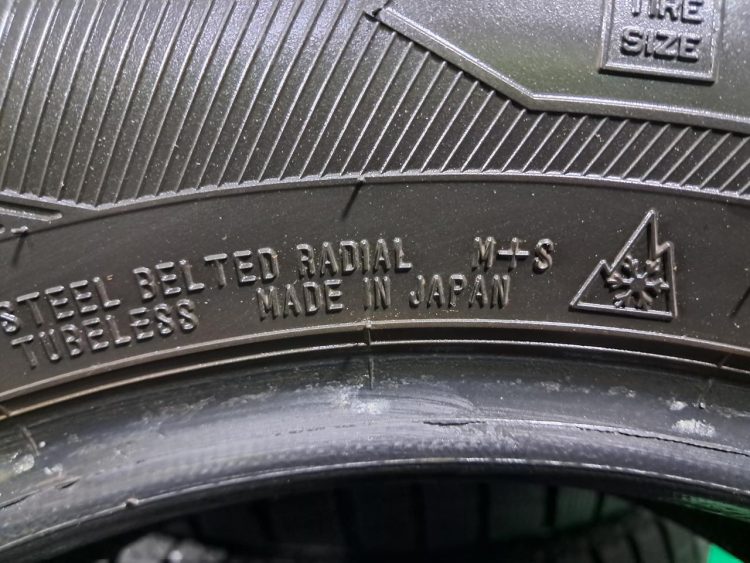 TIRE
SIZE
STEEL BELTED RADIAL M+S
TUBELESS MADE IN JAPAN